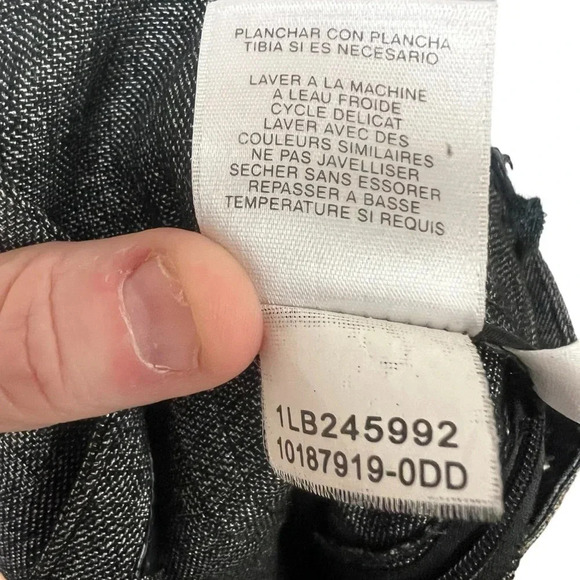 PLANCHAR CON PLANCHA
TIBIA SI ES NECESARIO
LAVER A LA MACHINE
A LEAU FROIDE
CYCLE DELICAT
LAVER AVEC DES
COULEURS SIMILAIRES
NE PAS JAVELLISER
SECHER SANS ESSORER
REPASSER A BASSE
TEMPERATURE SI REQUIS
1LB245992
10187919-0DD